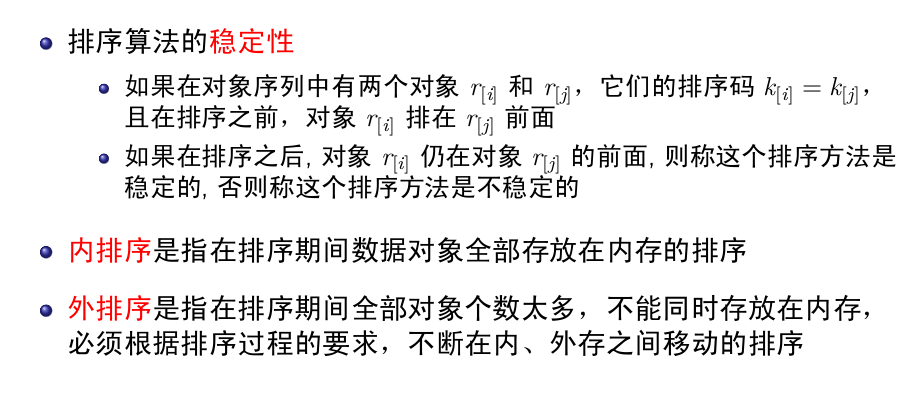 排序算法的稳定性
如果在对象序列中有两个对象 r[i] 和 r[j]，它们的排序码 k[i] = k[j]，
且在排序之前，对象 r[i] 排在 r[j] 前面
如果在排序之后, 对象 r[i] 仍在对象 r[j] 的前面, 则称这个排序方法是
稳定的, 否则称这个排序方法是不稳定的
内排序是指在排序期间数据对象全部存放在内存的排序
外排序是指在排序期间全部对象个数太多，不能同时存放在内存，
必须根据排序过程的要求，不断在内、外存之间移动的排序